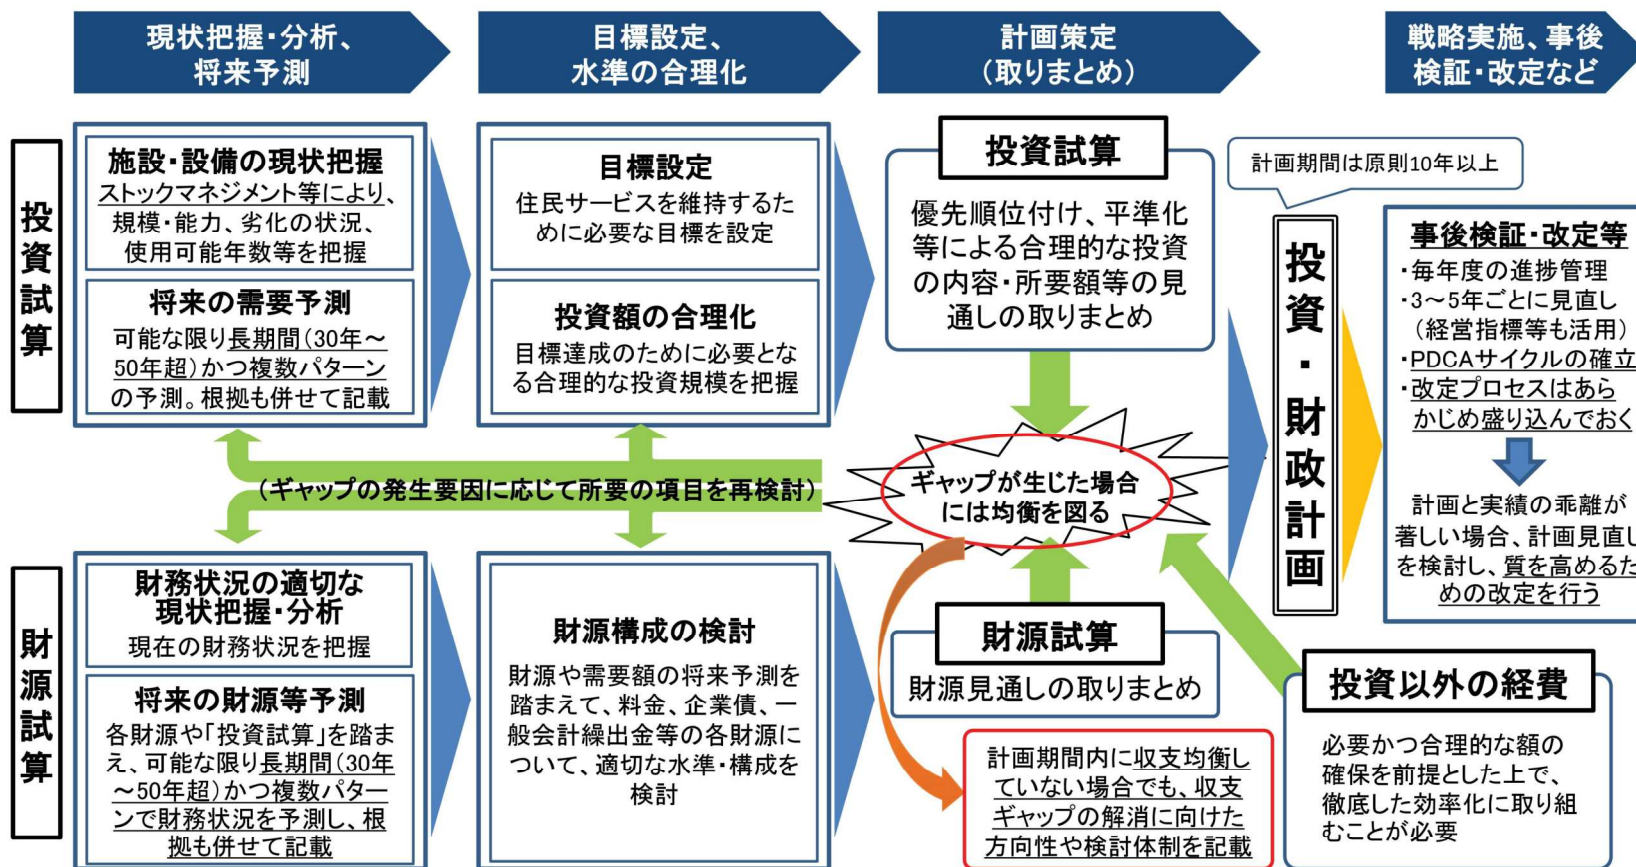 現状把握・分析、
将来予測
目標設定、
水準の合理化
計画策定
（取りまとめ）
戦略実施、事後
検証・改定など
投資試算
施設・設備の現状把握
ストックマネジメント等により、
規模・能力、劣化の状況、
使用可能年数等を把握
将来の需要予測
可能な限り長期間（30年～
50年超）かつ複数パターン
の予測。根拠も併せて記載
目標設定
住民サービスを維持するた
めに必要な目標を設定
投資額の合理化
目標達成のために必要とな
る合理的な投資規模を把握
投資試算
優先順位付け、平準化
等による合理的な投資
の内容・所要額等の見
通しの取りまとめ
計画期間は原則10年以上
投資・財政計画
事後検証・改定等
・毎年度の進捗管理
・3～5年ごとに見直し
（経営指標等も活用）
・PDCAサイクルの確立
・改定プロセスはあら
かじめ盛り込んでおく
計画と実績の乖離が
著しい場合、計画見直し
を検討し、質を高めるた
めの改定を行う
（ギャップの発生要因に応じて所要の項目を再検討）
ギャップが生じた場合
には均衡を図る
財源試算
財務状況の適切な
現状把握・分析
現在の財務状況を把握
将来の財源等予測
各財源や「投資試算」を踏ま
え、可能な限り長期間（30年
～50年超）かつ複数パター
ンで財務状況を予測し、根
拠も併せて記載
財源構成の検討
財源や需要額の将来予測を
踏まえて、料金、企業債、一
般会計繰出金等の各財源に
ついて、適切な水準・構成を
検討
財源試算
財源見通しの取りまとめ
計画期間内に収支均衡し
ていない場合でも、収支
ギャップの解消に向けた
方向性や検討体制を記載
投資以外の経費
必要かつ合理的な額の
確保を前提とした上で、
徹底した効率化に取り組
むことが必要